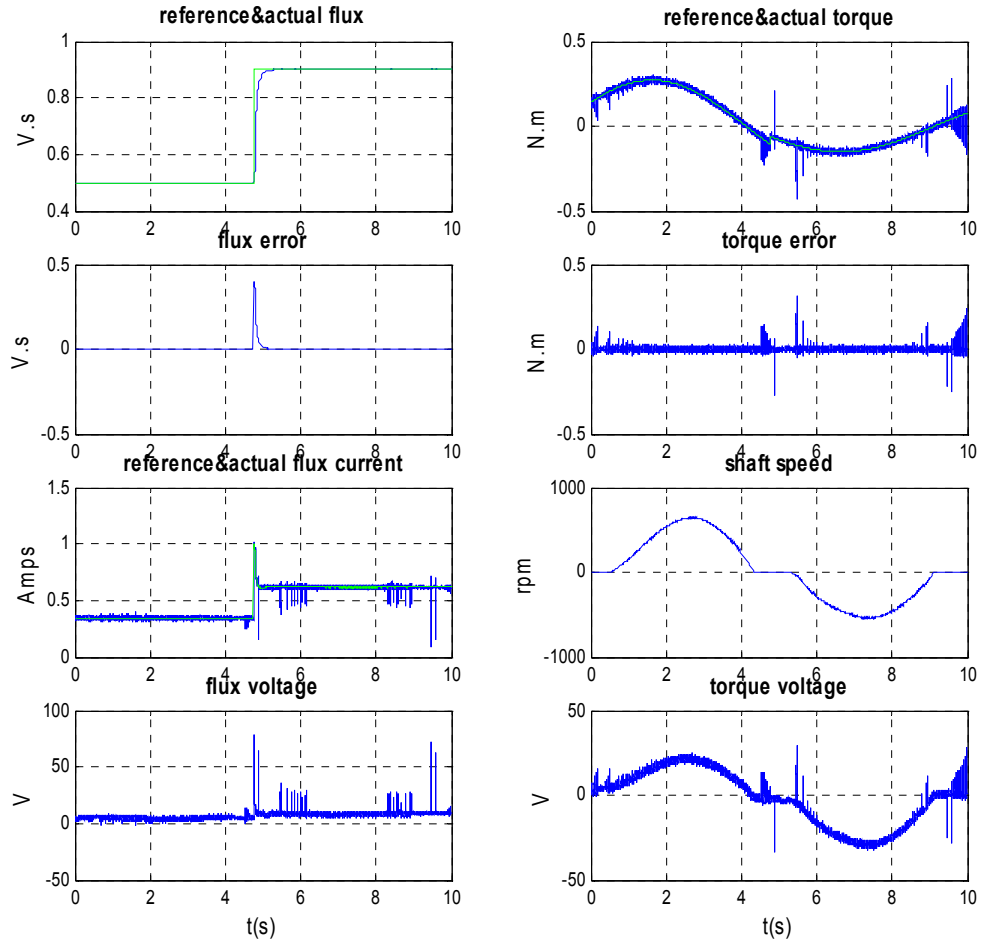 reference&actual flux
1
0.8
0.6
0.4
V.s
0 2 4 6 8 10
reference&actual torque
0.5
0
-0.5
N.m
0 2 4 6 8 10
flux error
0.5
0
-0.5
V.s
0 2 4 6 8 10
torque error
0.5
0
-0.5
N.m
0 2 4 6 8 10
reference&actual flux current
1.5
1
0.5
0
Amps
0 2 4 6 8 10
shaft speed
1000
0
-1000
rpm
0 2 4 6 8 10
flux voltage
100
50
0
-50
V
0 2 4 6 8 10
t(s)
torque voltage
50
0
-50
V
0 2 4 6 8 10
t(s)